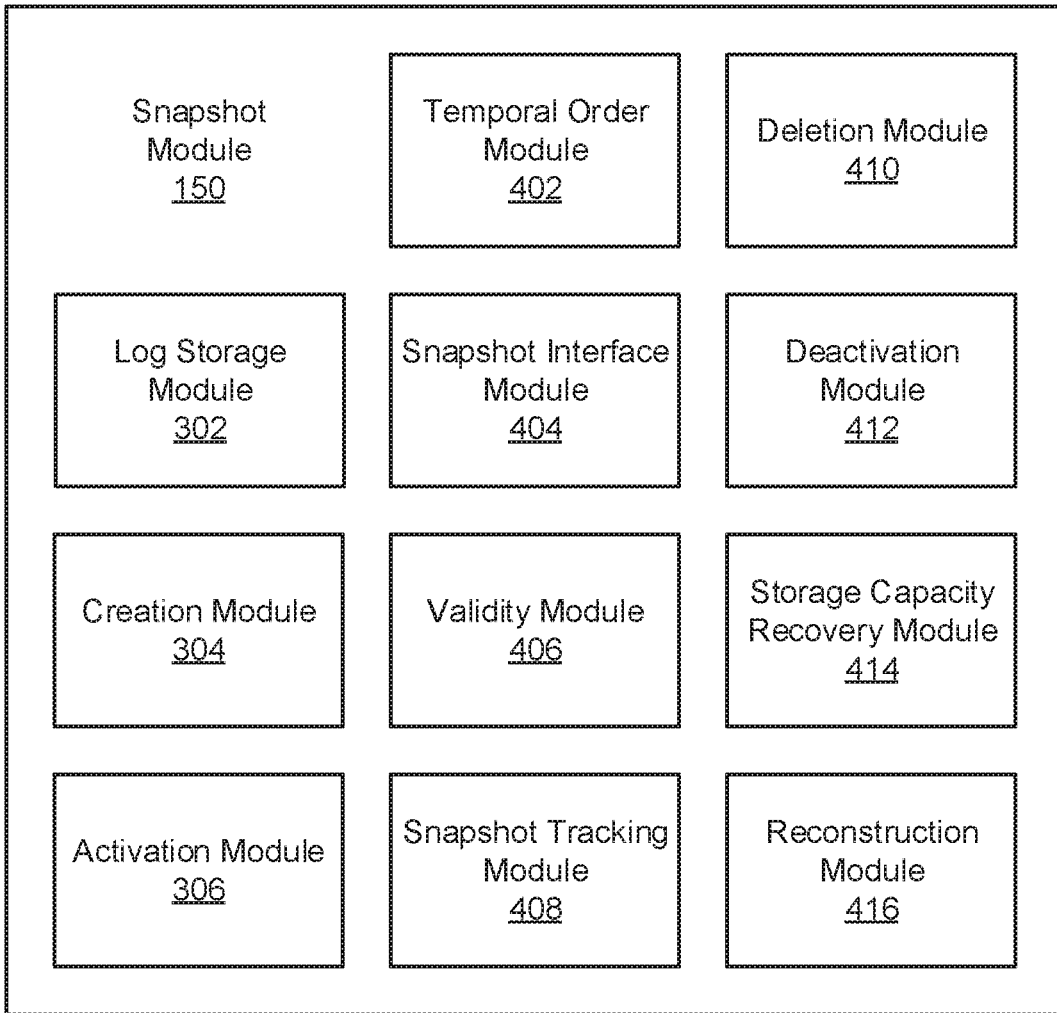 Snapshot
Module
150
Temporal Order
Module
402
Deletion Module
410
Log Storage
Module
302
Snapshot Interface
Module
404
Deactivation
Module
412
Creation Module
304
Validity Module
406
Storage Capacity
Recovery Module
414
Activation Module
306
Snapshot Tracking
Module
408
Reconstruction
Module
416